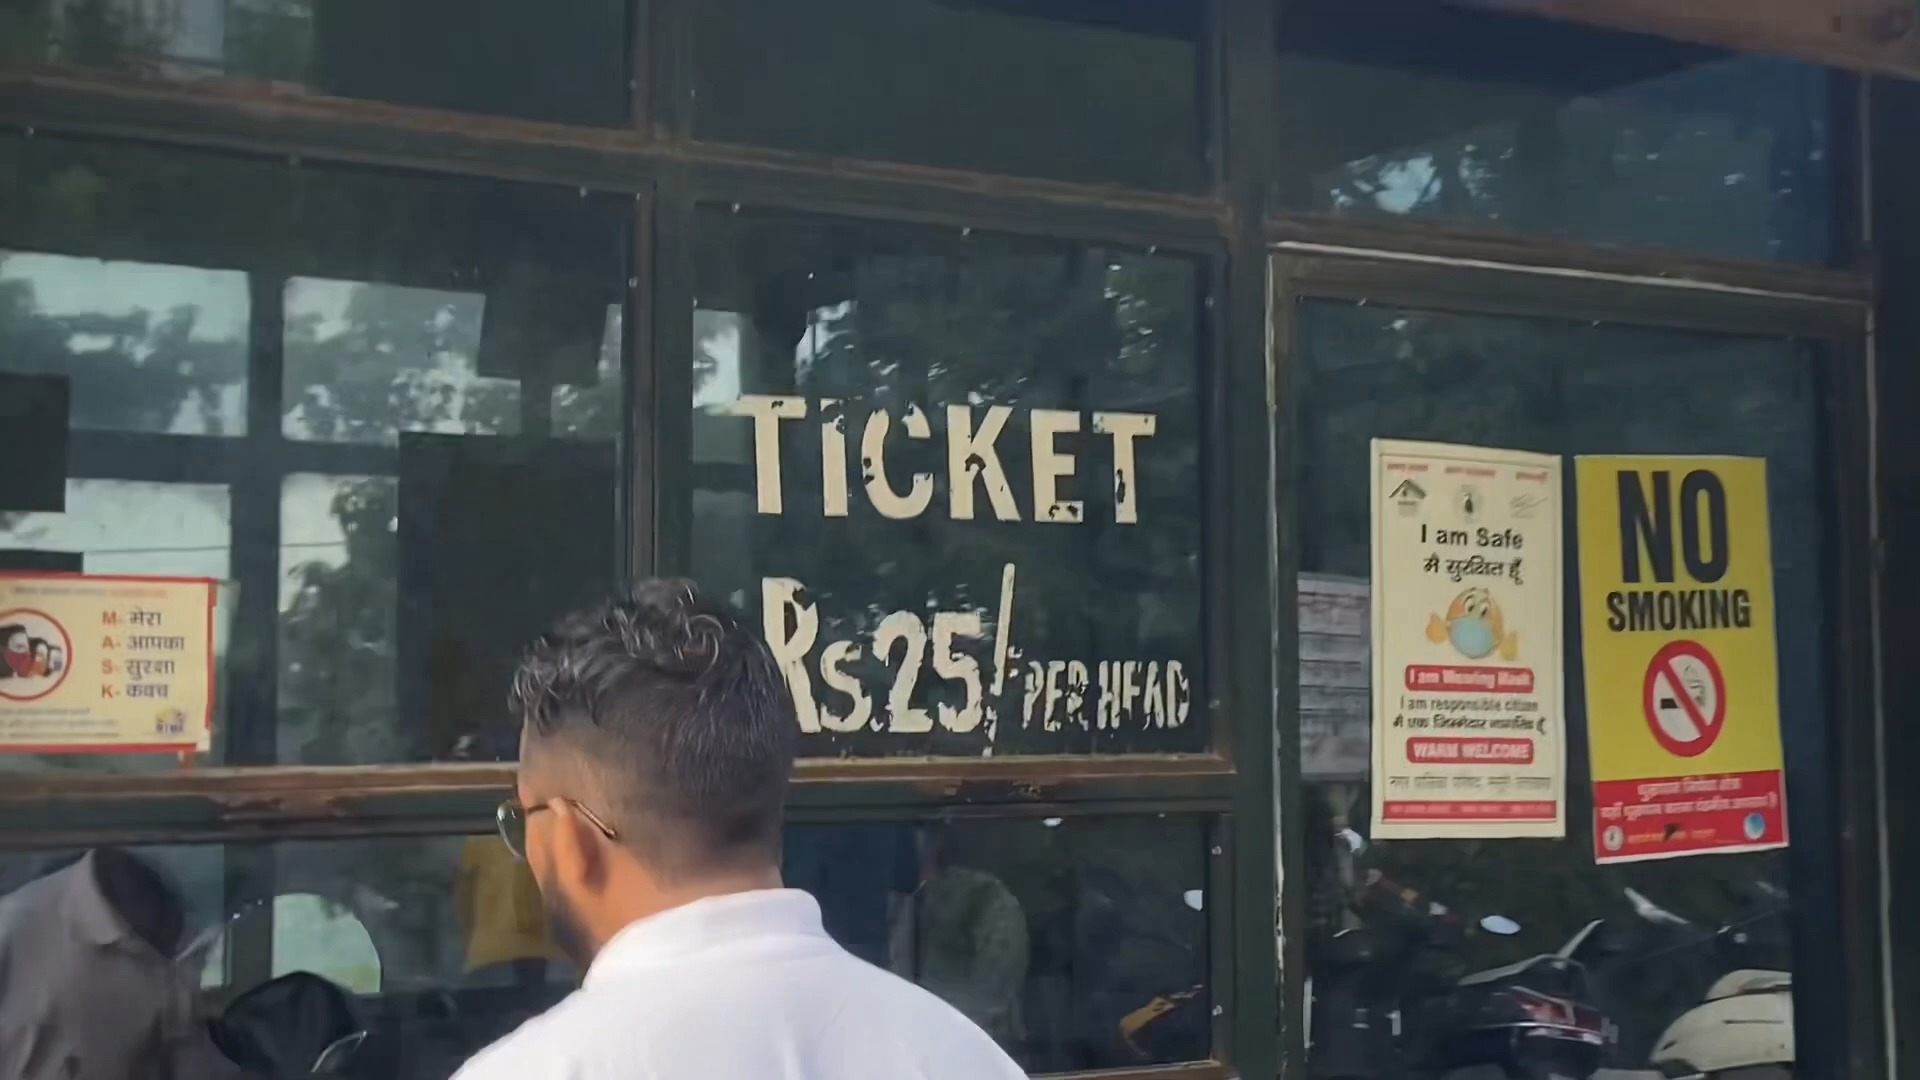 TICKET
Rs.25/- PER HEAD
M- मेरा
A- आपका
S- सुरक्षा
K- कवच
I am Safe
मैं सुरक्षित हूँ
I am Wearing Mask
I am responsible citizen
मैं एक जिम्मेदार नागरिक हूँ
WARM WELCOME
NO
SMOKING